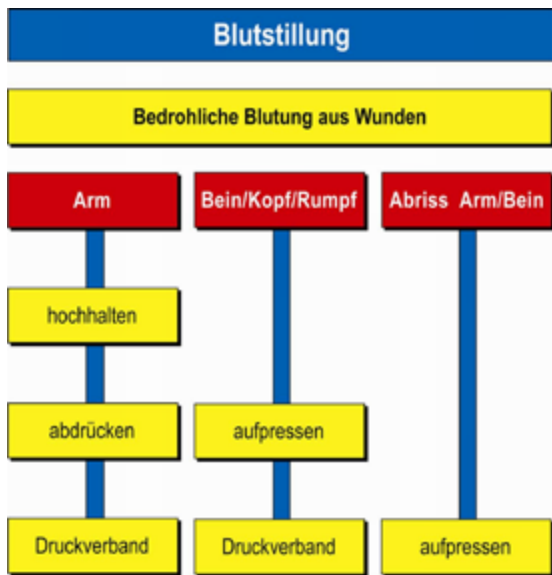 Blutstillung
Bedrohliche Blutung aus Wunden
Arm
Bein/Kopf/Rumpf
Abriss Arm/Bein
hochhalten
abdrücken
aufpressen
Druckverband
Druckverband
aufpressen